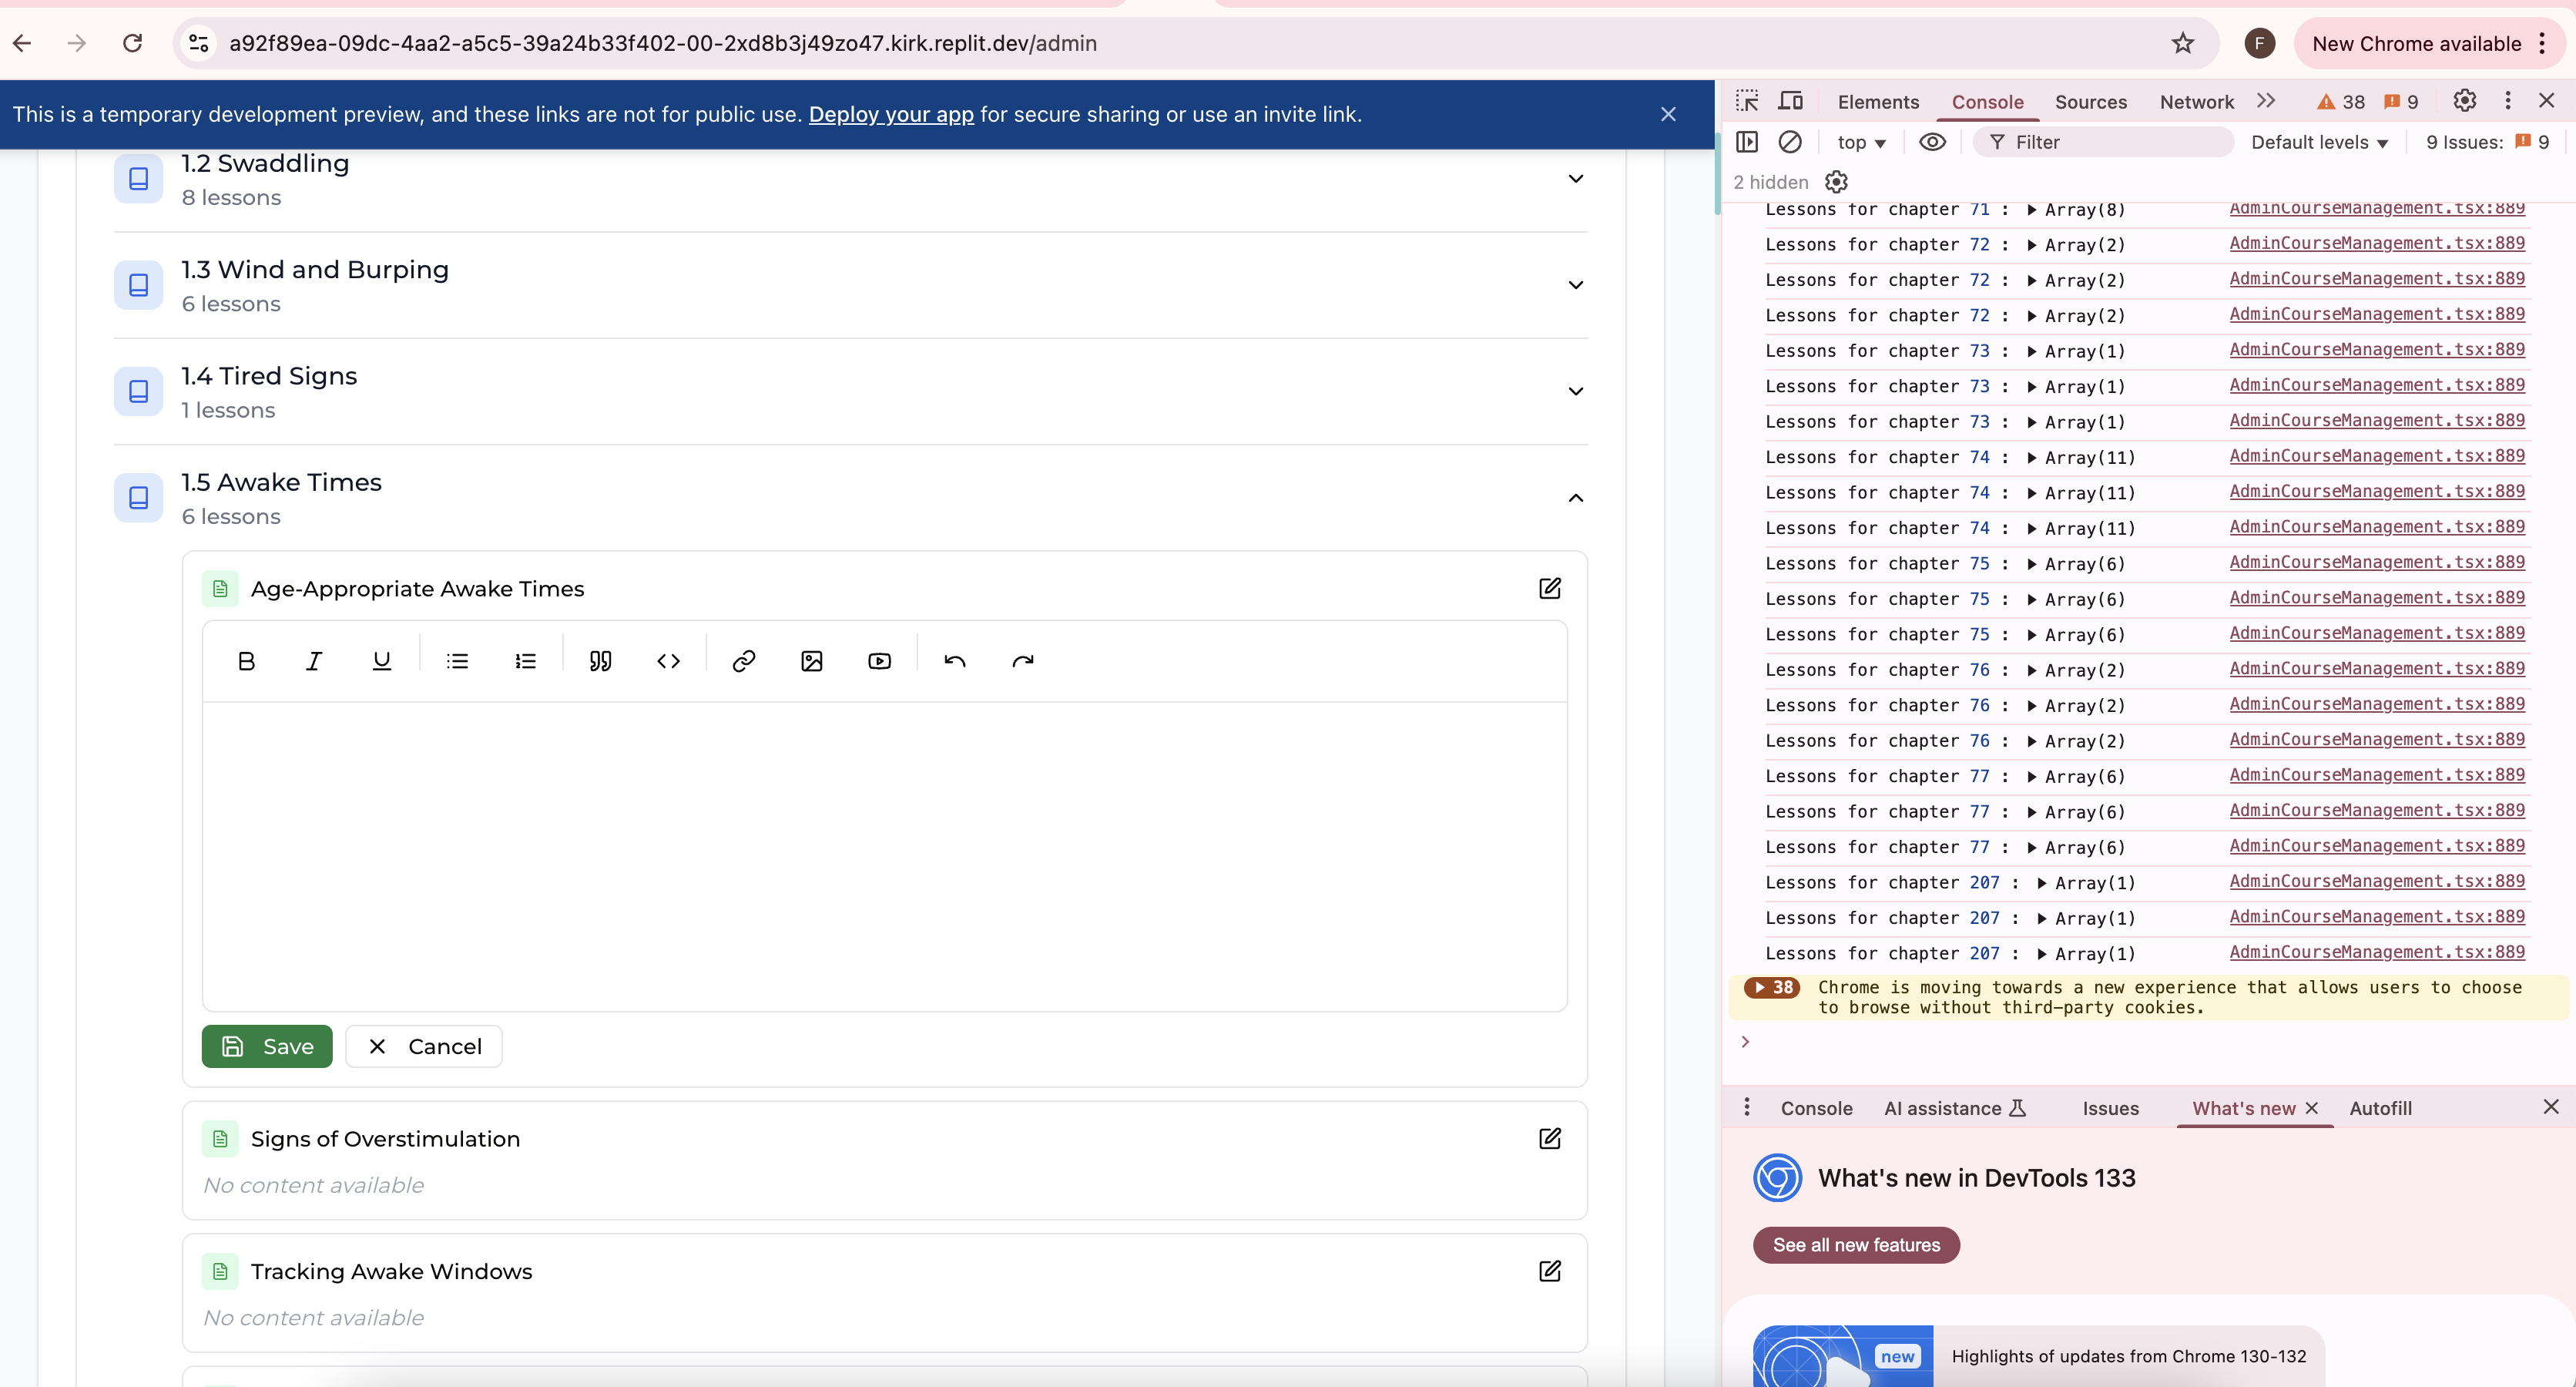 a92f89ea-09dc-4aa2-a5c5-39a24b33f402-00-2xd8b3j49zo47.kirk.replit.dev/admin
F
New Chrome available
This is a temporary development preview, and these links are not for public use. Deploy your app for secure sharing or use an invite link.
1.2 Swaddling
8 lessons
1.3 Wind and Burping
6 lessons
1.4 Tired Signs
1 lessons
1.5 Awake Times
6 lessons
Age-Appropriate Awake Times
Save
Cancel
Signs of Overstimulation
No content available
Tracking Awake Windows
No content available
Elements Console Sources Network 38 9
top Filter Default levels 9 Issues: 9
2 hidden
Lessons for chapter 71 : Array(8) AdminCourseManagement.tsx:889
Lessons for chapter 72 : Array(2) AdminCourseManagement.tsx:889
Lessons for chapter 72 : Array(2) AdminCourseManagement.tsx:889
Lessons for chapter 72 : Array(2) AdminCourseManagement.tsx:889
Lessons for chapter 73 : Array(1) AdminCourseManagement.tsx:889
Lessons for chapter 73 : Array(1) AdminCourseManagement.tsx:889
Lessons for chapter 73 : Array(1) AdminCourseManagement.tsx:889
Lessons for chapter 74 : Array(11) AdminCourseManagement.tsx:889
Lessons for chapter 74 : Array(11) AdminCourseManagement.tsx:889
Lessons for chapter 74 : Array(11) AdminCourseManagement.tsx:889
Lessons for chapter 75 : Array(6) AdminCourseManagement.tsx:889
Lessons for chapter 75 : Array(6) AdminCourseManagement.tsx:889
Lessons for chapter 75 : Array(6) AdminCourseManagement.tsx:889
Lessons for chapter 76 : Array(2) AdminCourseManagement.tsx:889
Lessons for chapter 76 : Array(2) AdminCourseManagement.tsx:889
Lessons for chapter 76 : Array(2) AdminCourseManagement.tsx:889
Lessons for chapter 77 : Array(6) AdminCourseManagement.tsx:889
Lessons for chapter 77 : Array(6) AdminCourseManagement.tsx:889
Lessons for chapter 77 : Array(6) AdminCourseManagement.tsx:889
Lessons for chapter 207 : Array(1) AdminCourseManagement.tsx:889
Lessons for chapter 207 : Array(1) AdminCourseManagement.tsx:889
Lessons for chapter 207 : Array(1) AdminCourseManagement.tsx:889
38 Chrome is moving towards a new experience that allows users to choose
to browse without third-party cookies.
Console AI assistance Issues What's new Autofill
What's new in DevTools 133
See all new features
new
Highlights of updates from Chrome 130-132